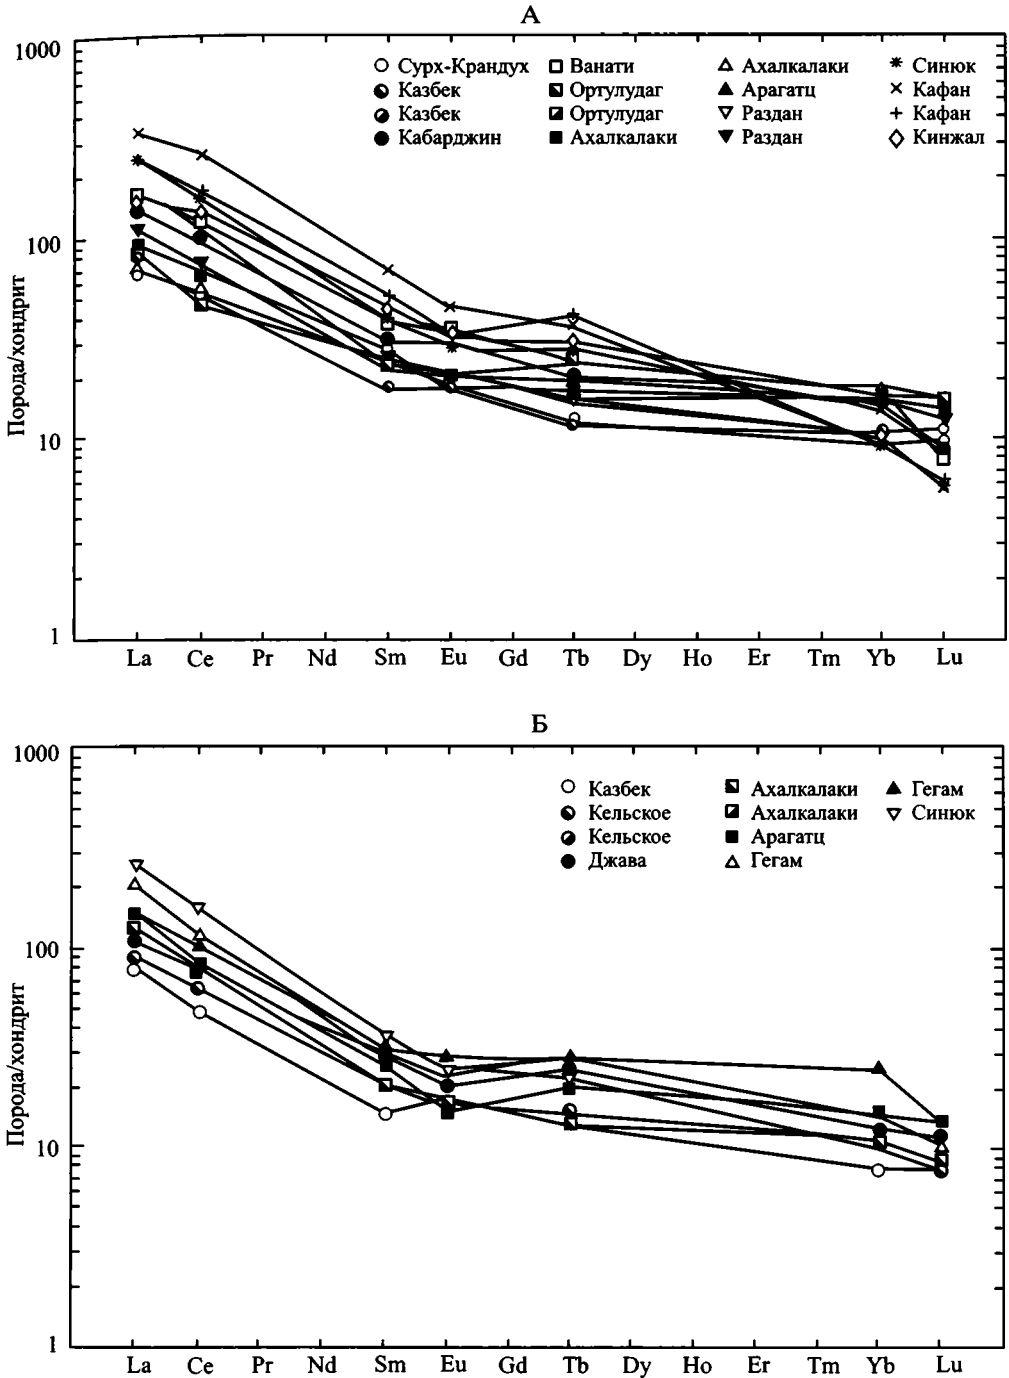 А
1000
100
10
1
Порода/хондрит
Сурх-Крандух Ванати Ахалкалаки Синюк
Казбек Ортулудаг Арагатц Кафан
Казбек Ортулудаг Раздан Кафан
Кабарджин Ахалкалаки Раздан Кинжал
La Ce Pr Nd Sm Eu Gd Tb Dy Ho Er Tm Yb Lu
Б
1000
100
10
1
Порода/хондрит
Казбек Ахалкалаки Гегам
Кельское Ахалкалаки Синюк
Кельское Арагатц
Джава Гегам
La Ce Pr Nd Sm Eu Gd Tb Dy Ho Er Tm Yb Lu